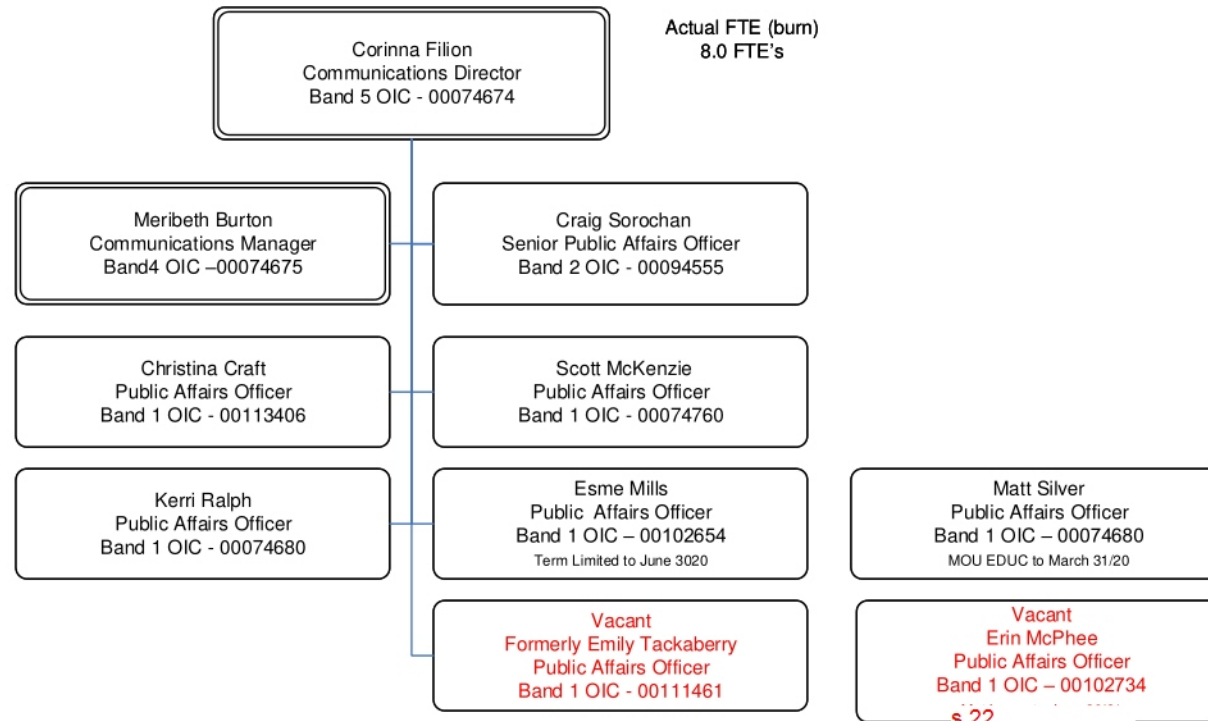 Corinna Filion
Communications Director
Band 5 OIC - 00074674
Actual FTE (burn)
8.0 FTE's
Meribeth Burton
Communications Manager
Band4 OIC –00074675
Craig Sorochan
Senior Public Affairs Officer
Band 2 OIC - 00094555
Christina Craft
Public Affairs Officer
Band 1 OIC - 00113406
Scott McKenzie
Public Affairs Officer
Band 1 OIC - 00074760
Kerri Ralph
Public Affairs Officer
Band 1 OIC - 00074680
Esme Mills
Public  Affairs Officer
Band 1 OIC – 00102654
Term Limited to June 3020
Matt Silver
Public Affairs Officer
Band 1 OIC – 00074680
MOU EDUC to March 31/20
Vacant
Formerly Emily Tackaberry
Public Affairs Officer
Band 1 OIC - 00111461
Vacant
Erin McPhee
Public Affairs Officer
Band 1 OIC – 00102734
s.22